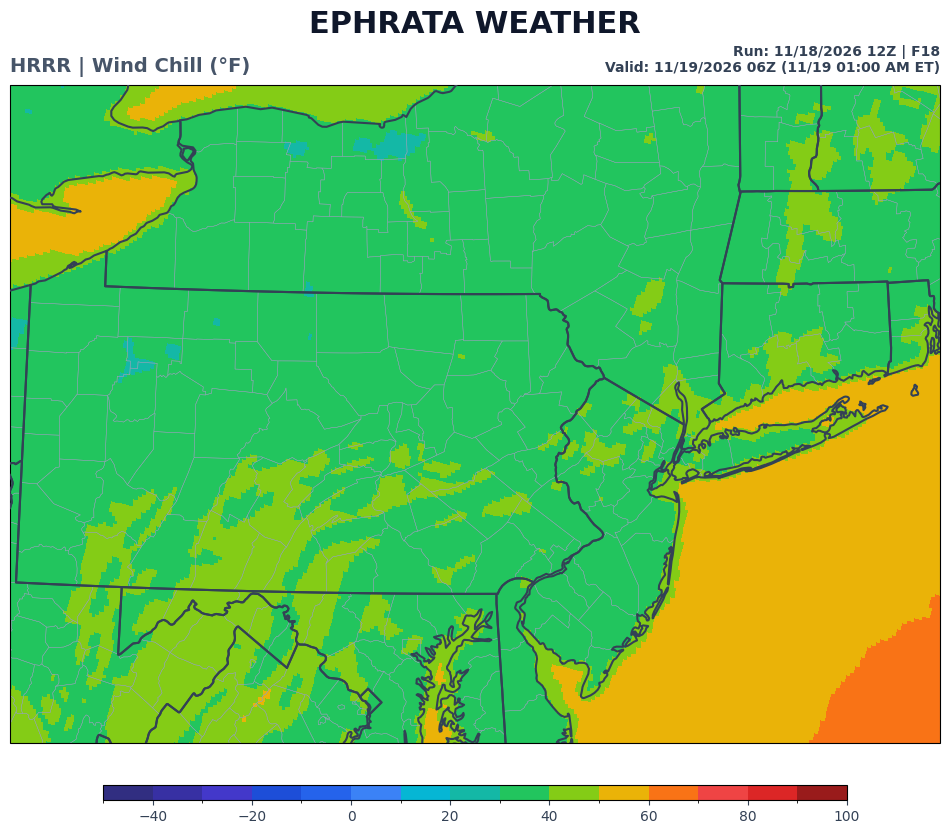 EPHRATA WEATHER
HRRR | Wind Chill (°F)
Run: 11/18/2026 12Z | F18
Valid: 11/19/2026 06Z (11/19 01:00 AM ET)
−40 −20 0 20 40 60 80 100